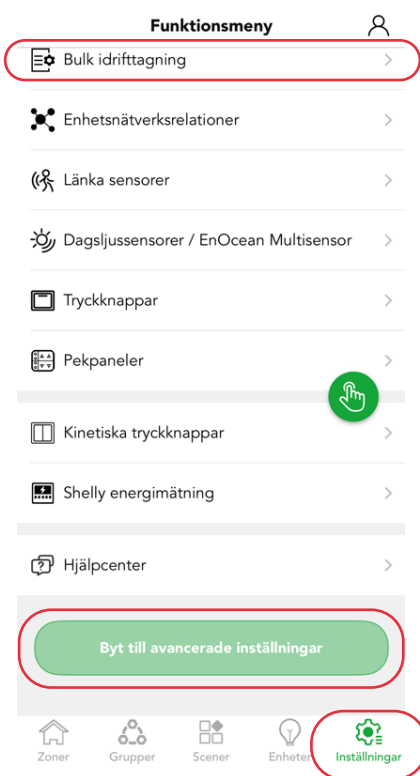 Funktionsmeny
Bulk idrifttagning
Enhetsnätverksrelationer
Länka sensorer
Dagsljussensorer / EnOcean Multisensor
Tryckknappar
Pekpaneler
Kinetiska tryckknappar
Shelly energimätning
Hjälpcenter
Byt till avancerade inställningar
Zoner Grupper Scener Enheter Inställningar